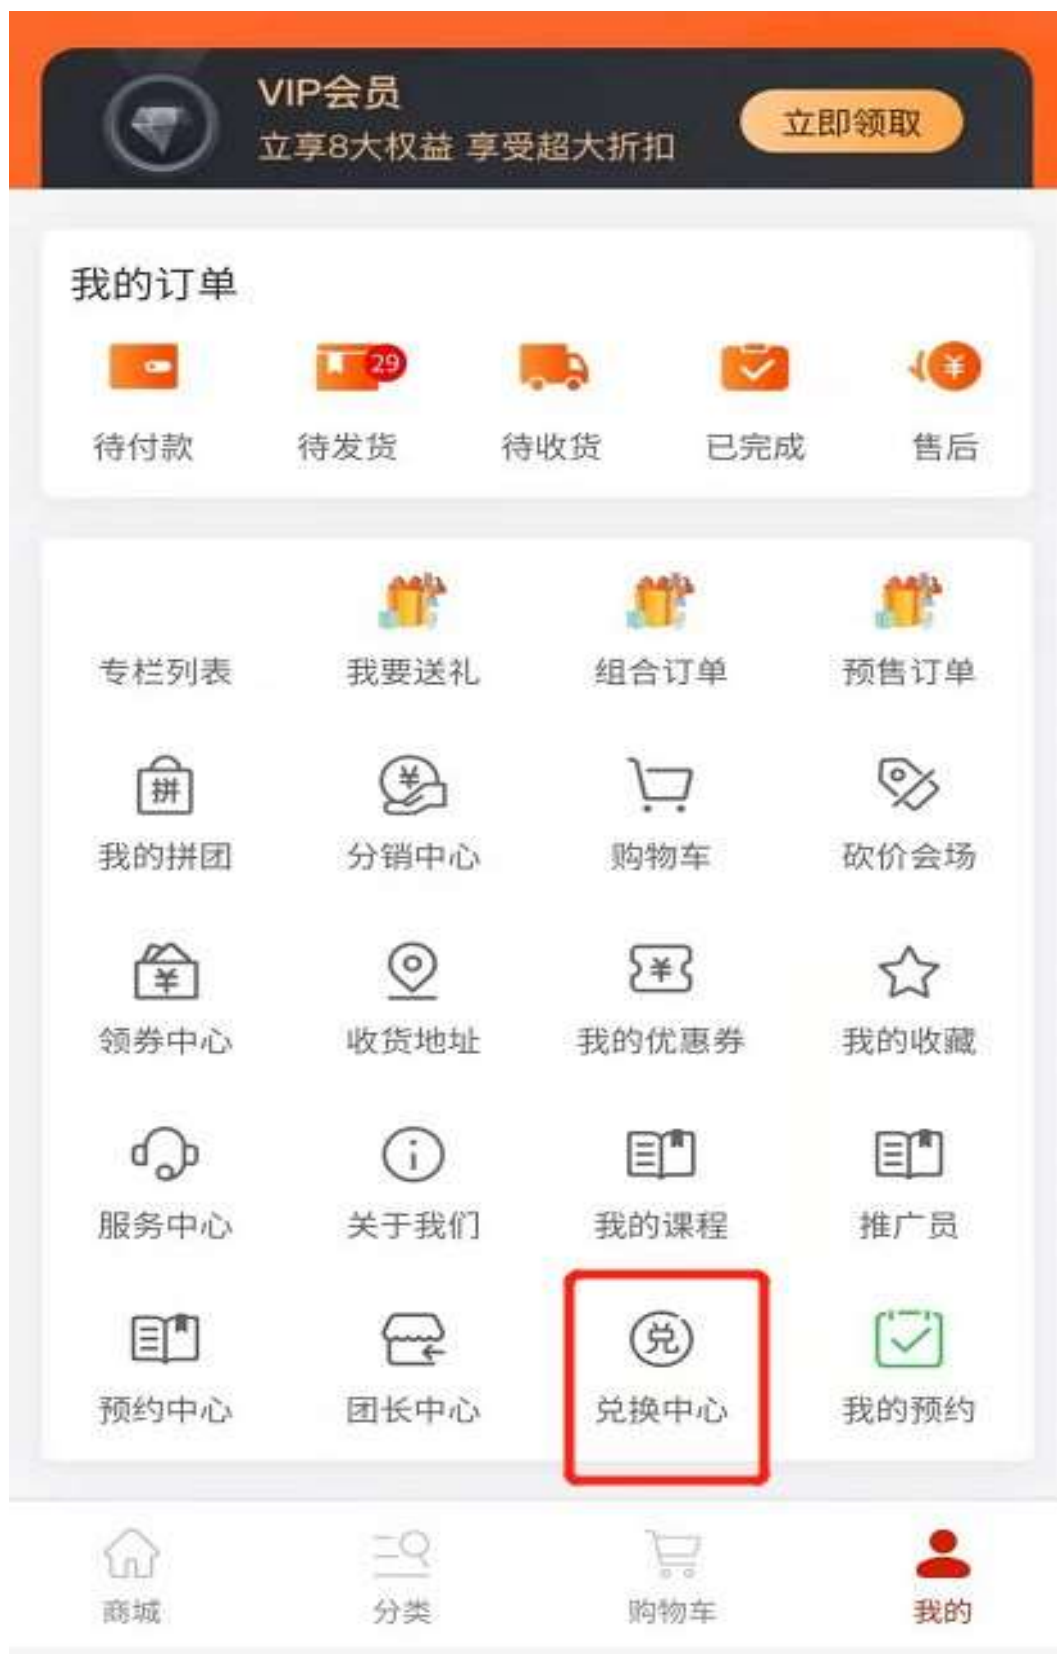 VIP会员
立享8大权益 享受超大折扣
立即领取
我的订单
29
待付款 待发货 待收货 已完成 售后
专栏列表 我要送礼 组合订单 预售订单
拼
我的拼团 分销中心 购物车 砍价会场
领券中心 收货地址 我的优惠券 我的收藏
服务中心 关于我们 我的课程 推广员
兑
预约中心 团长中心 兑换中心 我的预约
商城 分类 购物车 我的